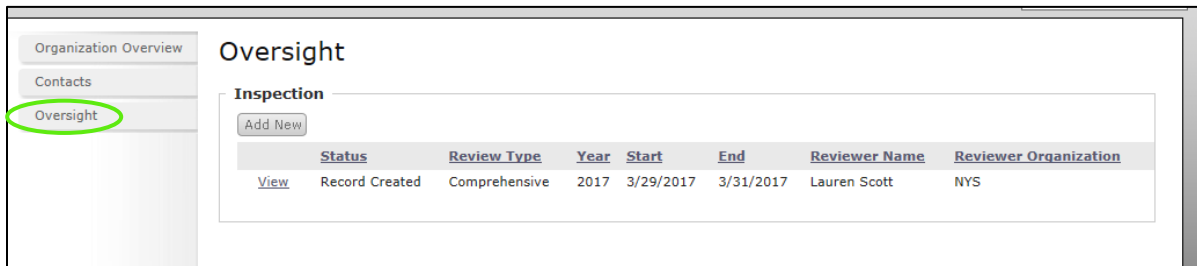 Organization Overview
Contacts
Oversight
Oversight
Inspection
Add New
Status Review Type Year Start End Reviewer Name Reviewer Organization
View Record Created Comprehensive 2017 3/29/2017 3/31/2017 Lauren Scott NYS